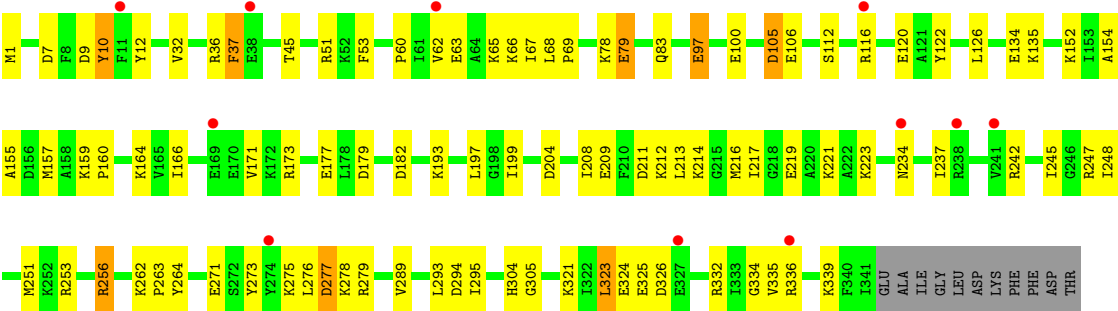 M1 D7 F8 D9 Y10 F11 Y12 V32 R36 F37 E38 T45 R51 K52 F53 P60 I61 V62 E63 A64 K65 K66 I67 L68 P69 K78 E79 Q83 E97 E100 D105 E106 S112 R116 E120 A121 Y122 L126 E134 K135 K152 I153 A154
A155 D156 M157 A158 K159 P160 K164 V165 I166 E169 E170 V171 K172 R173 E177 L178 D179 D182 K193 L197 G198 I199 D204 I208 E209 F210 D211 K212 L213 K214 G215 M216 I217 G218 E219 A220 K221 A222 K223 N234 I237 R238 V241 R242 I245 G246 R247 I248
M251 K252 R253 R256 K262 P263 Y264 E271 S272 Y273 Y274 K275 L276 D277 K278 R279 V289 L293 D294 I295 H304 G305 K321 I322 L323 E324 E325 D326 R332 I333 G334 V335 R336 E337 K339 F340 I341 GLU ALA ILE GLY LEU ASP LYS PHE PHE ASP THR